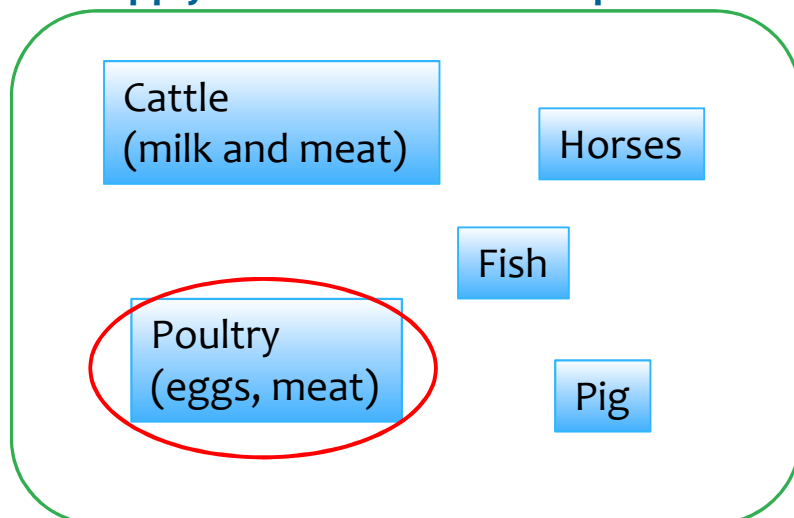 Cattle
(milk and meat)
Horses
Fish
Poultry
(eggs, meat)
Pig